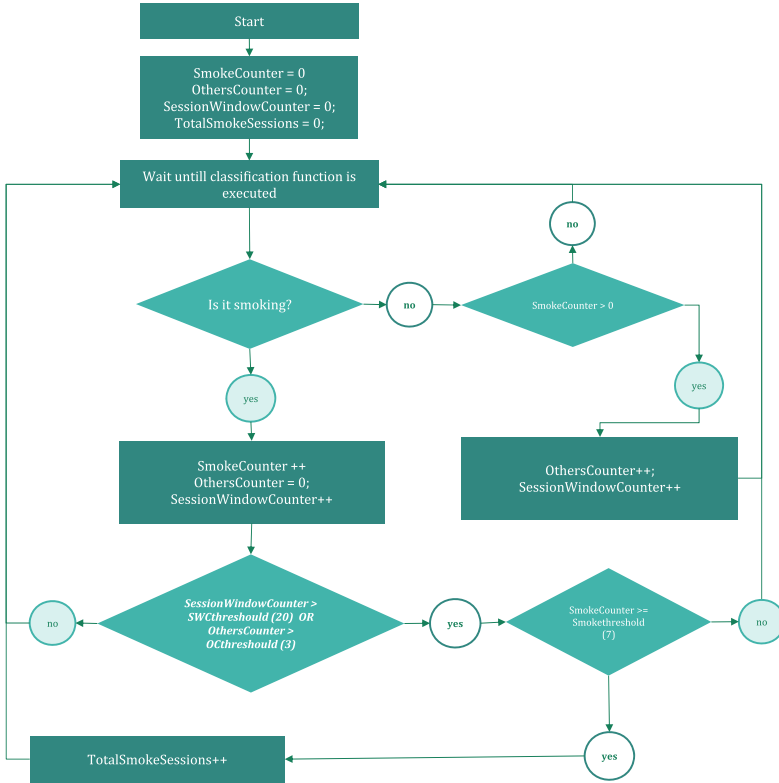 Start
SmokeCounter = 0
OthersCounter = 0;
SessionWindowCounter = 0;
TotalSmokeSessions = 0;
Wait untill classification function is
executed
no
Is it smoking?
no
SmokeCounter > 0
yes
yes
SmokeCounter ++
OthersCounter = 0;
SessionWindowCounter++
OthersCounter++;
SessionWindowCounter++
no
SessionWindowCounter >
SWCthreshould (20) OR
OthersCounter >
OCthreshould (3)
yes
SmokeCounter >=
Smokethreshold
(7)
no
TotalSmokeSessions++
yes